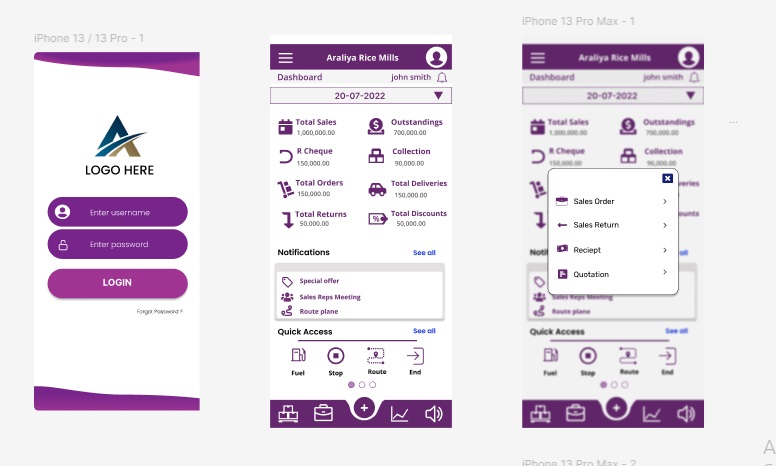 iPhone 13 / 13 Pro - 1
LOGO HERE
Enter username
Enter password
LOGIN
Forgot Password ?
Araliya Rice Mills
Dashboard
john smith
20-07-2022
Total Sales
1,000,000.00
Outstandings
700,000.00
R Cheque
150,000.00
Collection
90,000.00
Total Orders
150,000.00
Total Deliveries
150,000.00
Total Returns
50,000.00
Total Discounts
50,000.00
Notifications
See all
Special offer
Sales Reps Meeting
Route plane
Quick Access
See all
Fuel
Stop
Route
End
iPhone 13 Pro Max - 1
Araliya Rice Mills
Dashboard
john smith
20-07-2022
Total Sales
1,000,000.00
Outstandings
700,000.00
R Cheque
150,000.00
Collection
90,000.00
Sales Order
Sales Return
Reciept
Quotation
See all
Sales Reps Meeting
Route plane
Quick Access
See all
Fuel
Stop
Route
End
iPhone 13 Pro Max - 2